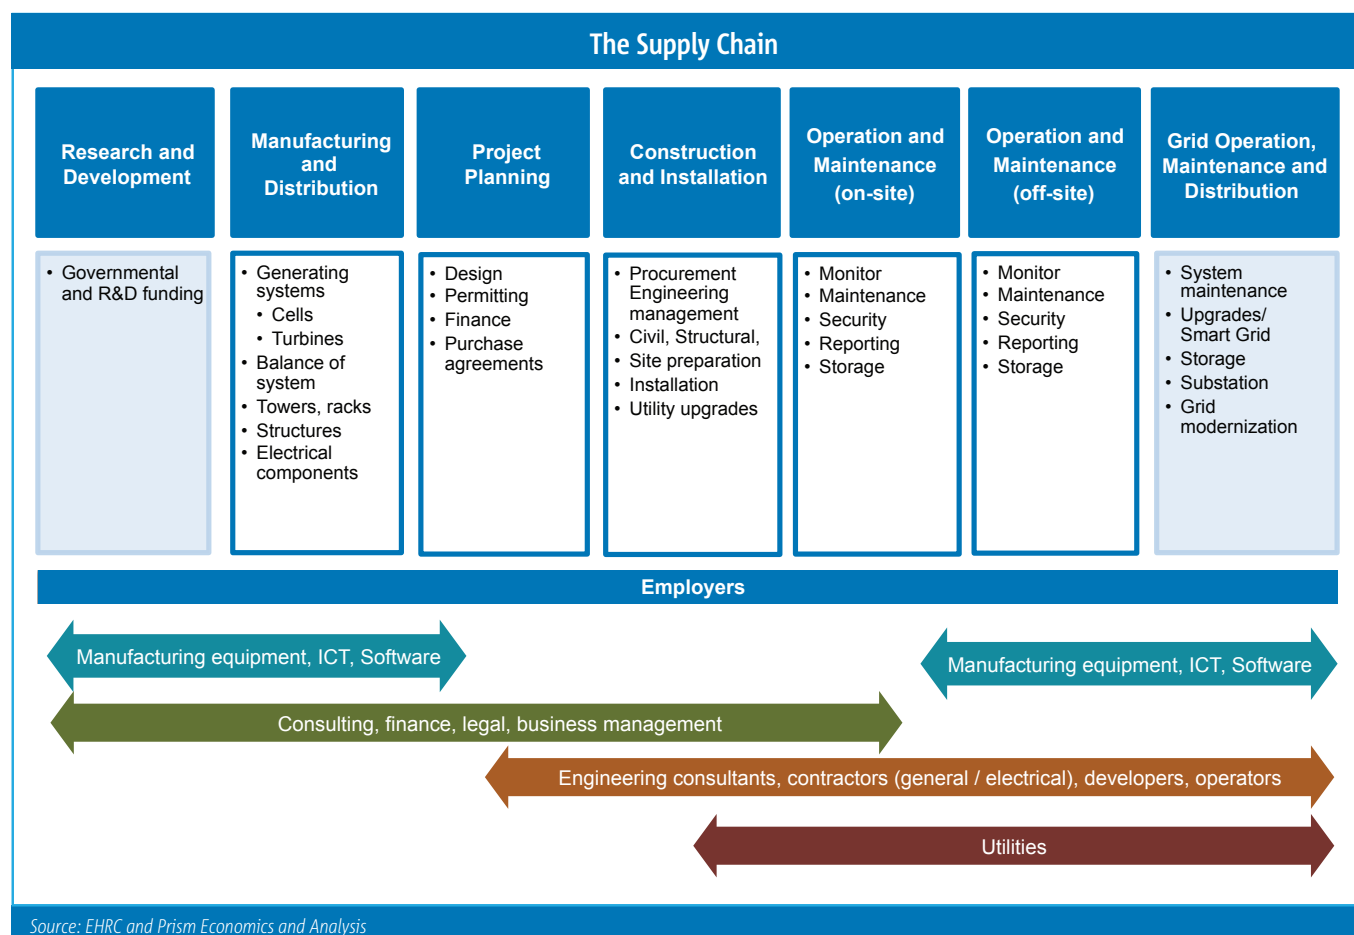 The Supply Chain
Research and
Development
Manufacturing
and
Distribution
Project
Planning
Construction
and Installation
Operation and
Maintenance
(on-site)
Operation and
Maintenance
(off-site)
Grid Operation,
Maintenance and
Distribution
• Governmental
and R&D funding
• Generating
systems
• Cells
• Turbines
• Balance of
system
• Towers, racks
• Structures
• Electrical
components
• Design
• Permitting
• Finance
• Purchase
agreements
• Procurement
Engineering
management
• Civil, Structural,
• Site preparation
• Installation
• Utility upgrades
• Monitor
• Maintenance
• Security
• Reporting
• Storage
• Monitor
• Maintenance
• Security
• Reporting
• Storage
• System
maintenance
• Upgrades/
Smart Grid
• Storage
• Substation
• Grid
modernization
Employers
Manufacturing equipment, ICT, Software
Manufacturing equipment, ICT, Software
Consulting, finance, legal, business management
Engineering consultants, contractors (general / electrical), developers, operators
Utilities
Source: EHRC and Prism Economics and Analysis